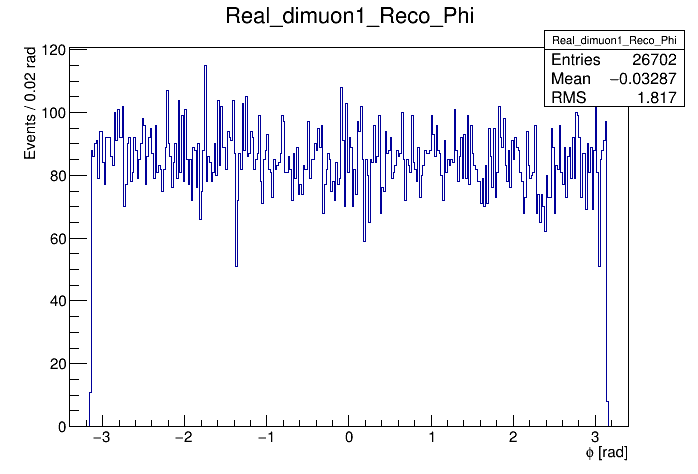 Real_dimuon1_Reco_Phi
Real_dimuon1_Reco_Phi
Entries 26702
Mean −0.03287
RMS 1.817
Events / 0.02 rad
120
100
80
60
40
20
0
−3 −2 −1 0 1 2 3
ϕ [rad]